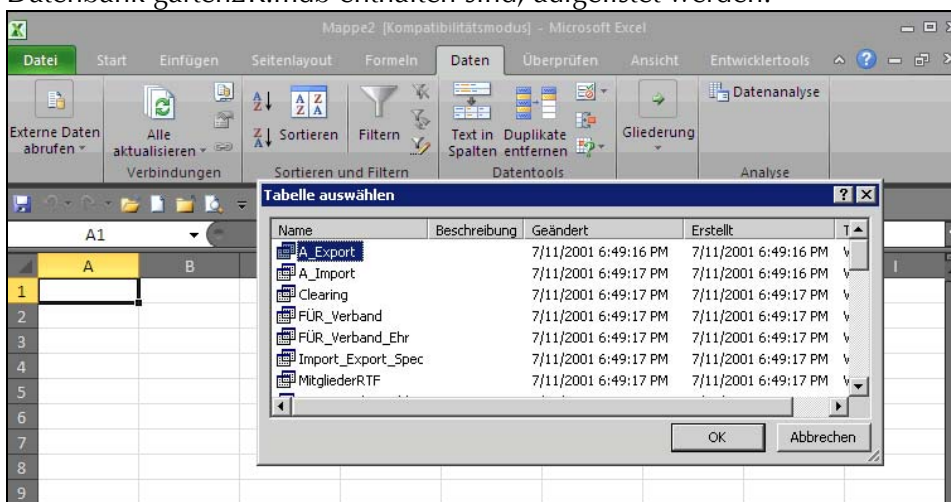 Datenbank garten2k.mdb enthalten sind, aufgelistet werden.
Mappe2 [Kompatibilitätsmodus] - Microsoft Excel
Datei Start Einfügen Seitenlayout Formeln Daten Überprüfen Ansicht Entwicklertools
Externe Daten abrufen
Alle aktualisieren
Sortieren
Filtern
Text in Spalten
Duplikate entfernen
Gliederung
Datenanalyse
Verbindungen Sortieren und Filtern Datentools Analyse
Tabelle auswählen
A1
Name Beschreibung Geändert Erstellt T
A_Export 7/11/2001 6:49:16 PM 7/11/2001 6:49:16 PM
A_Import 7/11/2001 6:49:17 PM 7/11/2001 6:49:16 PM
Clearing 7/11/2001 6:49:17 PM 7/11/2001 6:49:17 PM
FÜR_Verband 7/11/2001 6:49:17 PM 7/11/2001 6:49:17 PM
FÜR_Verband_Ehr 7/11/2001 6:49:17 PM 7/11/2001 6:49:17 PM
Import_Export_Spec 7/11/2001 6:49:17 PM 7/11/2001 6:49:17 PM
MitgliederRTF 7/11/2001 6:49:17 PM 7/11/2001 6:49:17 PM
OK Abbrechen
A B I
1
2
3
4
5
6
7
8
9